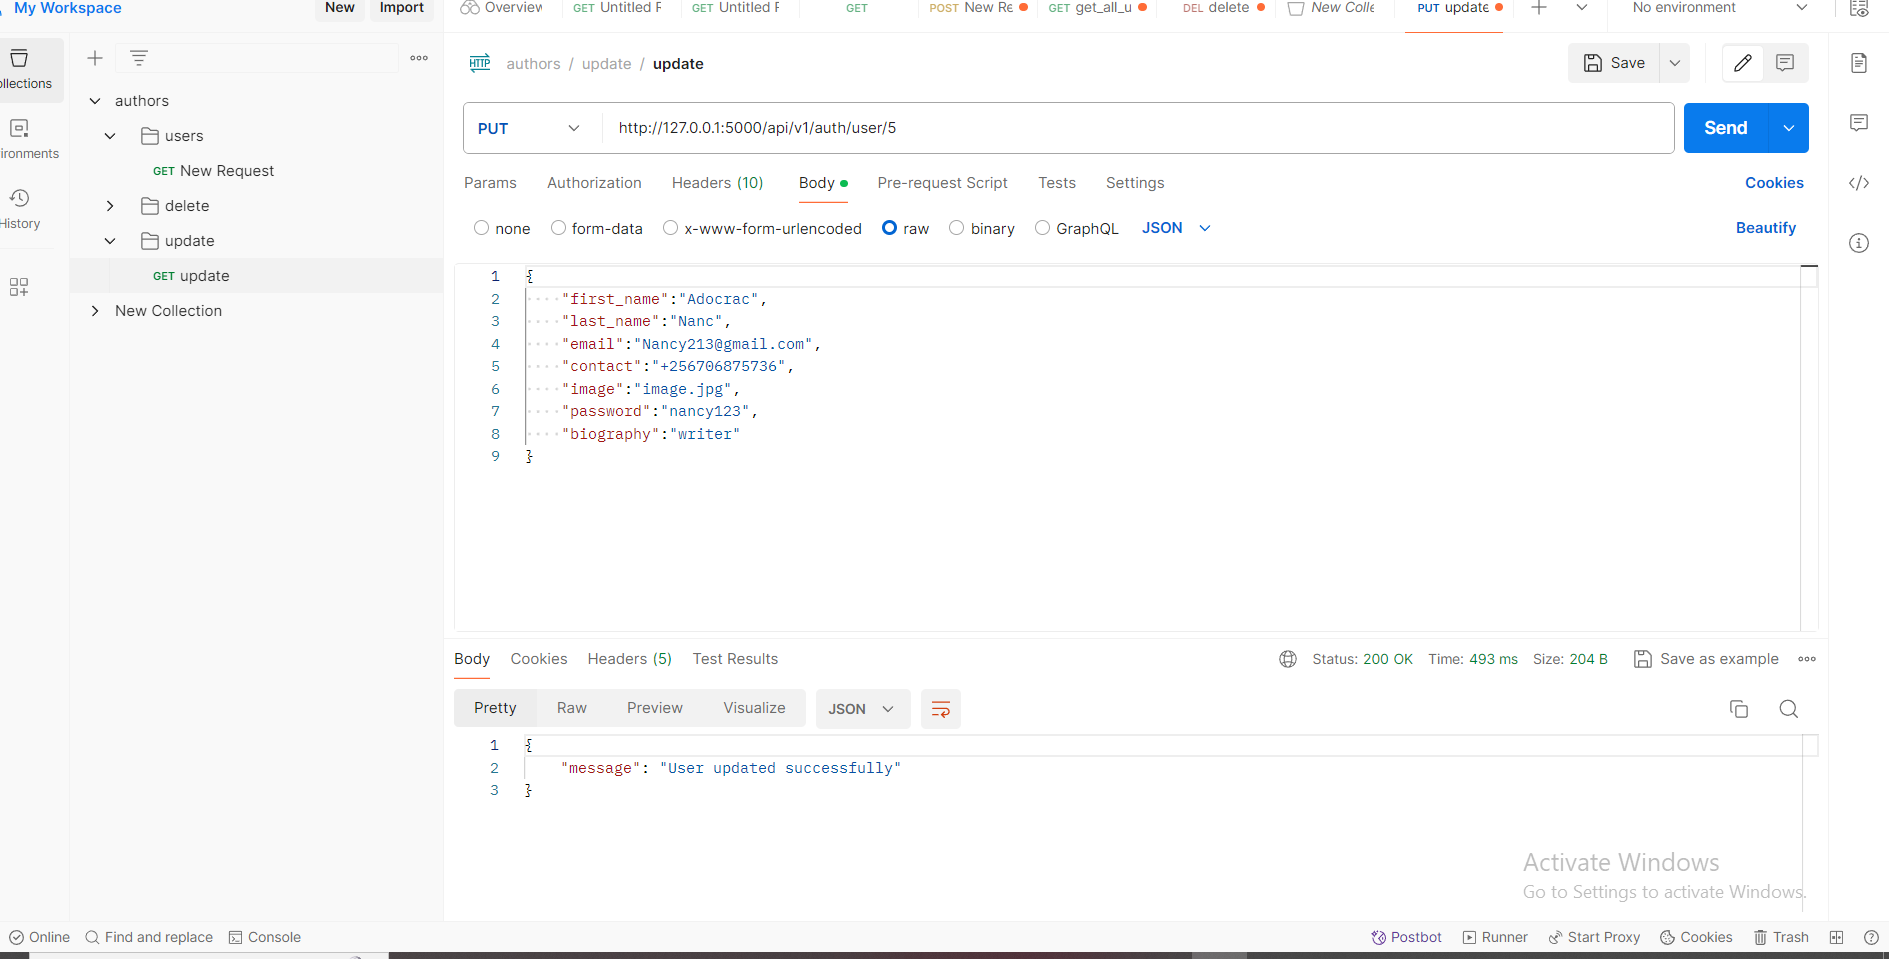 My Workspace
New
Import
Overview
GET Untitled R
GET Untitled R
GET
POST New Re
GET get_all_u
DEL delete
New Colle
PUT update
No environment
ollections
ironments
History
authors
users
GET New Request
delete
update
GET update
New Collection
HTTP authors / update / update
Save
PUT
http://127.0.0.1:5000/api/v1/auth/user/5
Send
Params
Authorization
Headers (10)
Body
Pre-request Script
Tests
Settings
Cookies
none
form-data
x-www-form-urlencoded
raw
binary
GraphQL
JSON
Beautify
1 {
2 "first_name":"Adocrac",
3 "last_name":"Nanc",
4 "email":"Nancy213@gmail.com",
5 "contact":"+256706875736",
6 "image":"image.jpg",
7 "password":"nancy123",
8 "biography":"writer"
9 }
Body
Cookies
Headers (5)
Test Results
Status: 200 OK
Time: 493 ms
Size: 204 B
Save as example
Pretty
Raw
Preview
Visualize
JSON
1 {
2 "message": "User updated successfully"
3 }
Activate Windows
Go to Settings to activate Windows.
Online
Find and replace
Console
Postbot
Runner
Start Proxy
Cookies
Trash